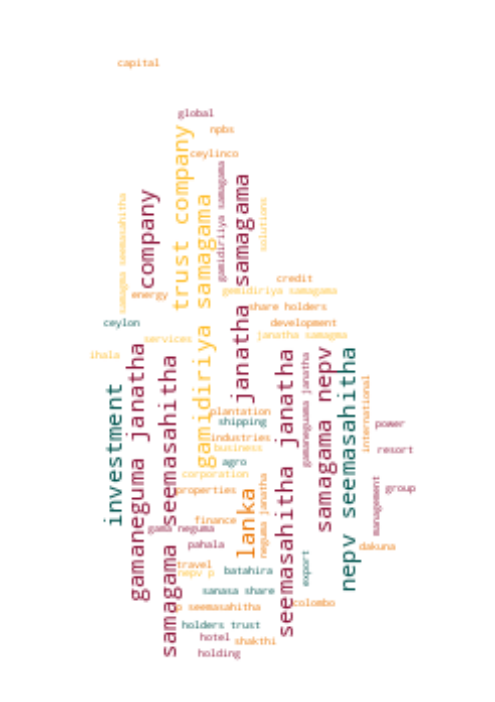 capital
global
npbs
trust company
ceylinco
gamidiriya samagama
samagama
company
samagma seemasahitha
gamidiriya samagama
solutions
credit
gemidiriya samagama
energy
share holders
janatha
ceylon
development
services
janatha samagma
ihala
gamaneguma janatha
samagama seemasahitha
seemasahitha janatha
gamaneguama janatha
samagama nepv
nepv seemasahitha
international
investment
plantation
shipping
power
industries
business
resort
agro
corporation
properties
lanka
neguma janatha
management
group
finance
gama neguma
pahala
dakuna
travel
nepv p
batahira
export
sanasa share
p seemasahitha
colombo
holders trust
hotel
shakthi
holding